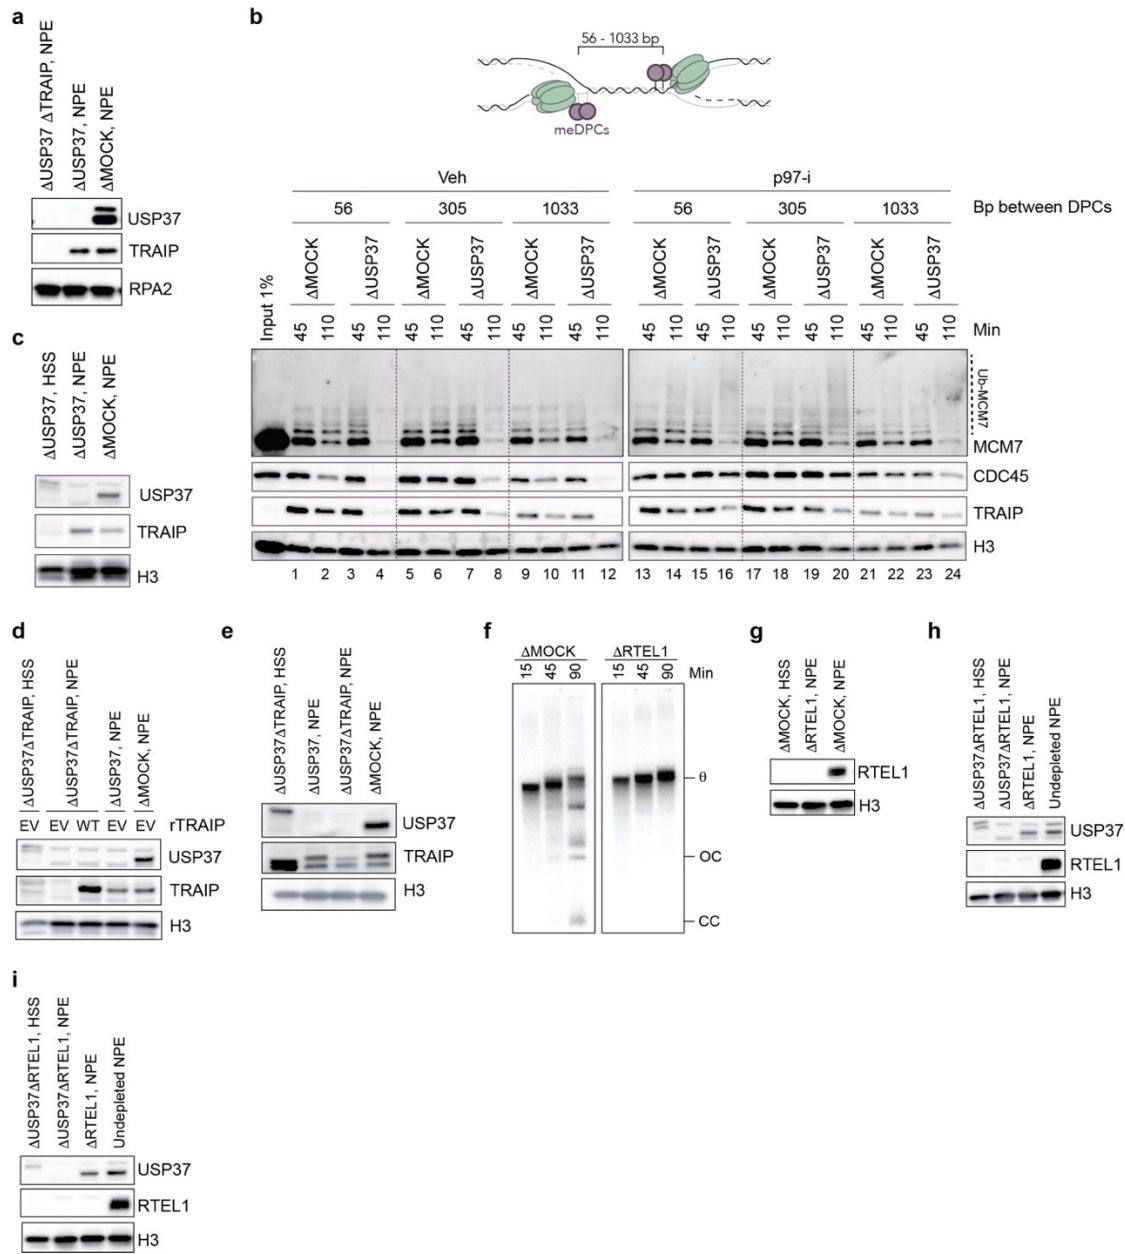 a
ΔUSP37 ΔTRAIP, NPE
ΔUSP37, NPE
ΔMOCK, NPE
USP37
TRAIP
RPA2
b
56 - 1033 bp
meDPCs
Veh p97-i
56 305 1033 56 305 1033 Bp between DPCs
Input 1% ΔMOCK ΔUSP37 ΔMOCK ΔUSP37 ΔMOCK ΔUSP37 ΔMOCK ΔUSP37 ΔMOCK ΔUSP37 ΔMOCK ΔUSP37
45 110 45 110 45 110 45 110 45 110 45 110 45 110 45 110 45 110 45 110 45 110 45 110 Min
Ub-MCM7
MCM7
CDC45
TRAIP
H3
1 2 3 4 5 6 7 8 9 10 11 12 13 14 15 16 17 18 19 20 21 22 23 24
c
ΔUSP37, HSS
ΔUSP37, NPE
ΔMOCK, NPE
USP37
TRAIP
H3
d
ΔUSP37ΔTRAIP, HSS
ΔUSP37ΔTRAIP, NPE
ΔUSP37, NPE
ΔMOCK, NPE
EV EV WT EV EV rTRAIP
USP37
TRAIP
H3
e
ΔUSP37ΔTRAIP, HSS
ΔUSP37, NPE
ΔUSP37ΔTRAIP, NPE
ΔMOCK, NPE
USP37
TRAIP
H3
f
ΔMOCK ΔRTEL1
15 45 90 15 45 90 Min
θ
OC
CC
g
ΔMOCK, HSS
ΔRTEL1, NPE
ΔMOCK, NPE
RTEL1
H3
h
ΔUSP37ΔRTEL1, HSS
ΔUSP37ΔRTEL1, NPE
ΔRTEL1, NPE
Undepleted NPE
USP37
RTEL1
H3
i
ΔUSP37ΔRTEL1, HSS
ΔUSP37ΔRTEL1, NPE
ΔRTEL1, NPE
Undepleted NPE
USP37
RTEL1
H3